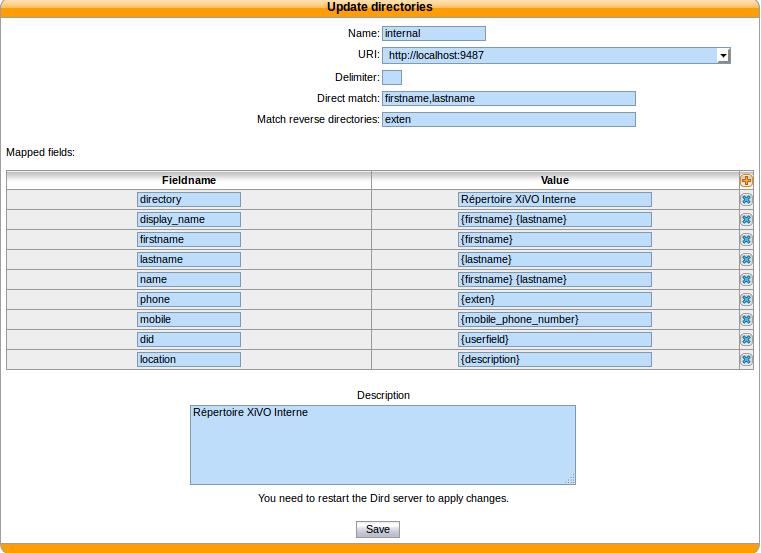 Update directories
Name: internal
URI: http://localhost:9487
Delimiter:
Direct match: firstname,lastname
Match reverse directories: exten
Mapped fields:
Fieldname Value
directory Répertoire XiVO Interne
display_name {firstname} {lastname}
firstname {firstname}
lastname {lastname}
name {firstname} {lastname}
phone {exten}
mobile {mobile_phone_number}
did {userfield}
location {description}
Description
Répertoire XiVO Interne
You need to restart the Dird server to apply changes.
Save